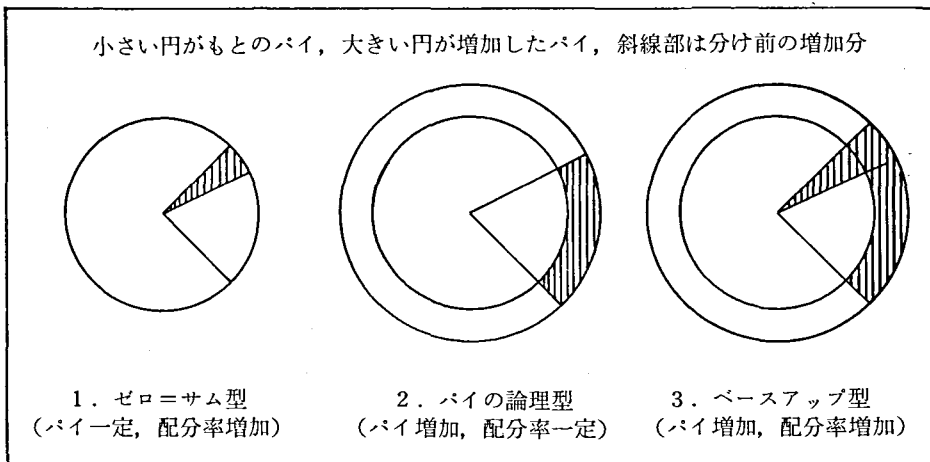 小さい円がもとのパイ，大きい円が増加したパイ，斜線部は分け前の増加分
1．ゼロ＝サム型
（パイ一定，配分率増加）
2．パイの論理型
（パイ増加，配分率一定）
3．ベースアップ型
（パイ増加，配分率増加）